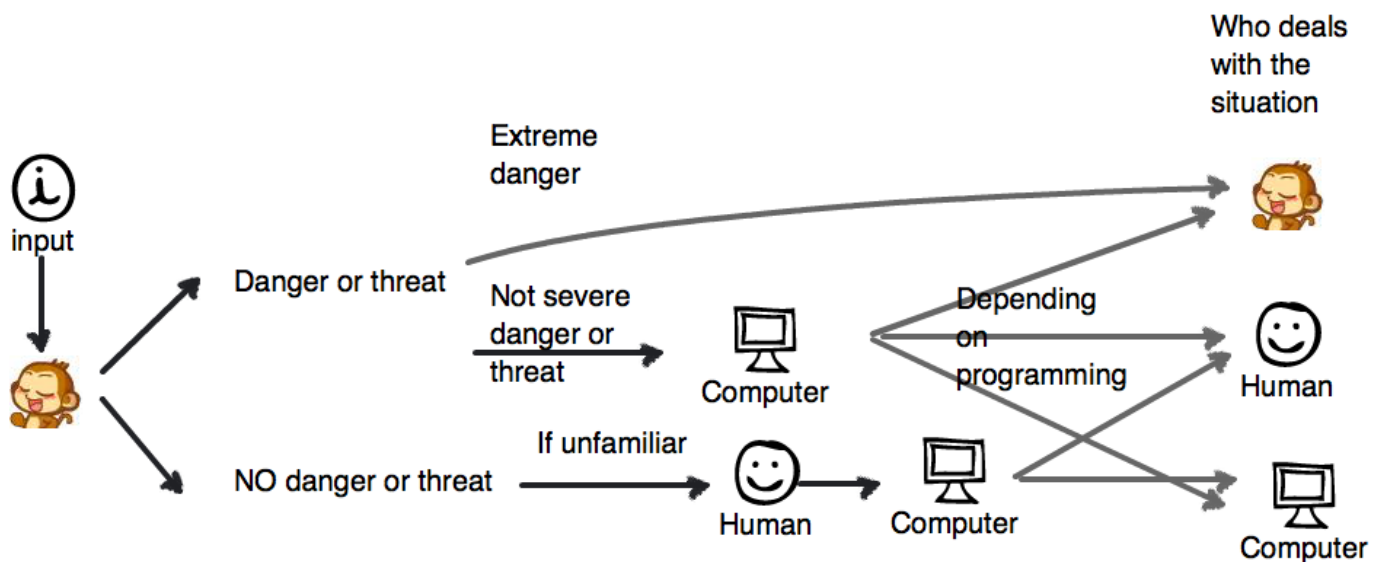 Who deals
with the
situation
Extreme
danger
input
Danger or threat
Not severe
danger or
threat
Depending
on
programming
Computer
Human
If unfamiliar
NO danger or threat
Human
Computer
Computer